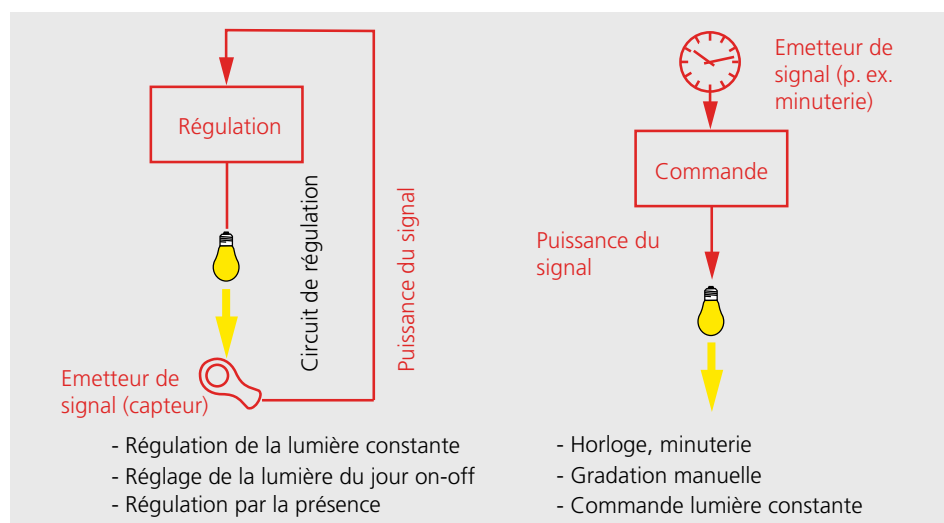 Régulation
Circuit de régulation
Puissance du signal
Emetteur de
signal (capteur)
- Régulation de la lumière constante
- Réglage de la lumière du jour on-off
- Régulation par la présence
Emetteur de
signal (p. ex.
minuterie)
Commande
Puissance du
signal
- Horloge, minuterie
- Gradation manuelle
- Commande lumière constante